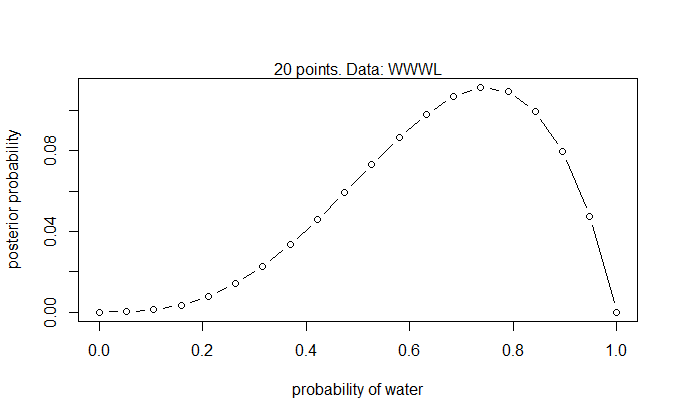 20 points. Data: WWWL
posterior probability
0.08
0.04
0.00
0.0 0.2 0.4 0.6 0.8 1.0
probability of water